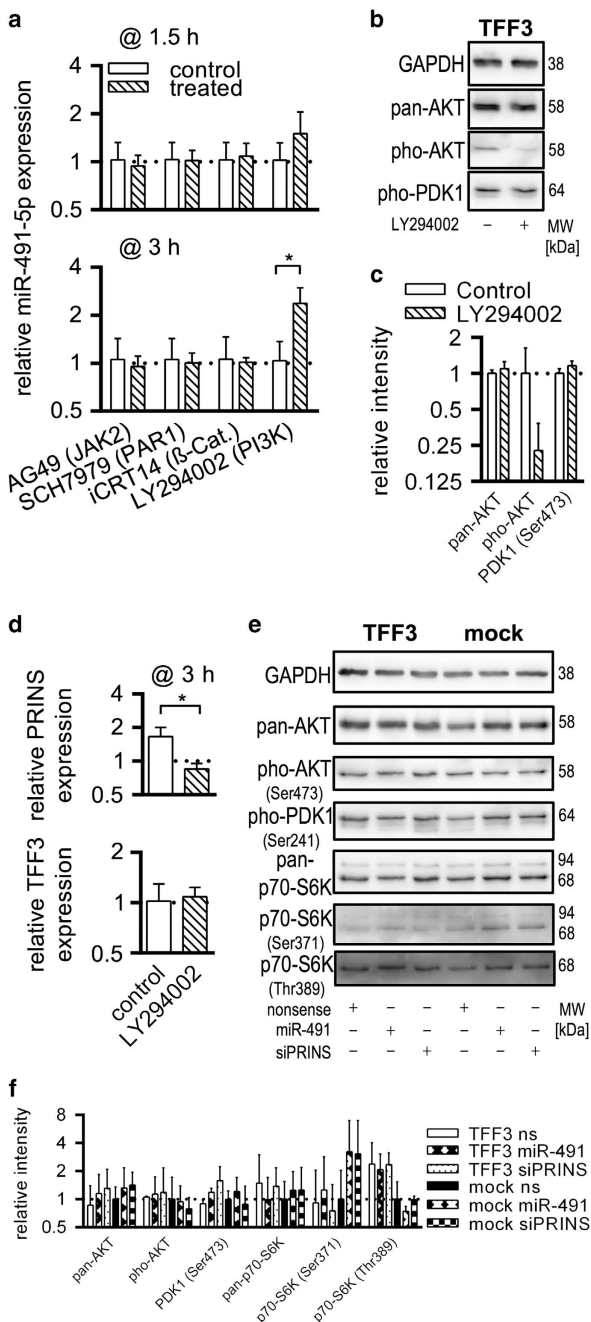 a
@ 1.5 h
control
treated
4
2
1
0.5
@ 3 h
*
4
2
1
0.5
relative miR-491-5p expression
AG49 (JAK2)
SCH7979 (PAR1)
iCRT14 (ß-Cat.)
LY294002 (PI3K)
b
TFF3
GAPDH 38
pan-AKT 58
pho-AKT 58
pho-PDK1 64
LY294002 – + MW
[kDa]
c
Control
LY294002
relative intensity
2
1
0.5
0.25
0.125
pan-AKT
pho-AKT
PDK1 (Ser473)
d
@ 3 h
*
relative PRINS
expression
4
2
1
0.5
relative TFF3
expression
2
1
0.5
control
LY294002
e
TFF3 mock
GAPDH 38
pan-AKT 58
pho-AKT 58
(Ser473)
pho-PDK1 64
(Ser241)
pan- 94
p70-S6K 68
p70-S6K 94
(Ser371) 68
p70-S6K 68
(Thr389)
nonsense + – – + – – MW
miR-491 – + – – + – [kDa]
siPRINS – – + – – +
f
relative intensity
8
4
2
1
0.5
pan-AKT
pho-AKT
PDK1 (Ser473)
pan-p70-S6K
p70-S6K (Ser371)
p70-S6K (Thr389)
TFF3 ns
TFF3 miR-491
TFF3 siPRINS
mock ns
mock miR-491
mock siPRINS